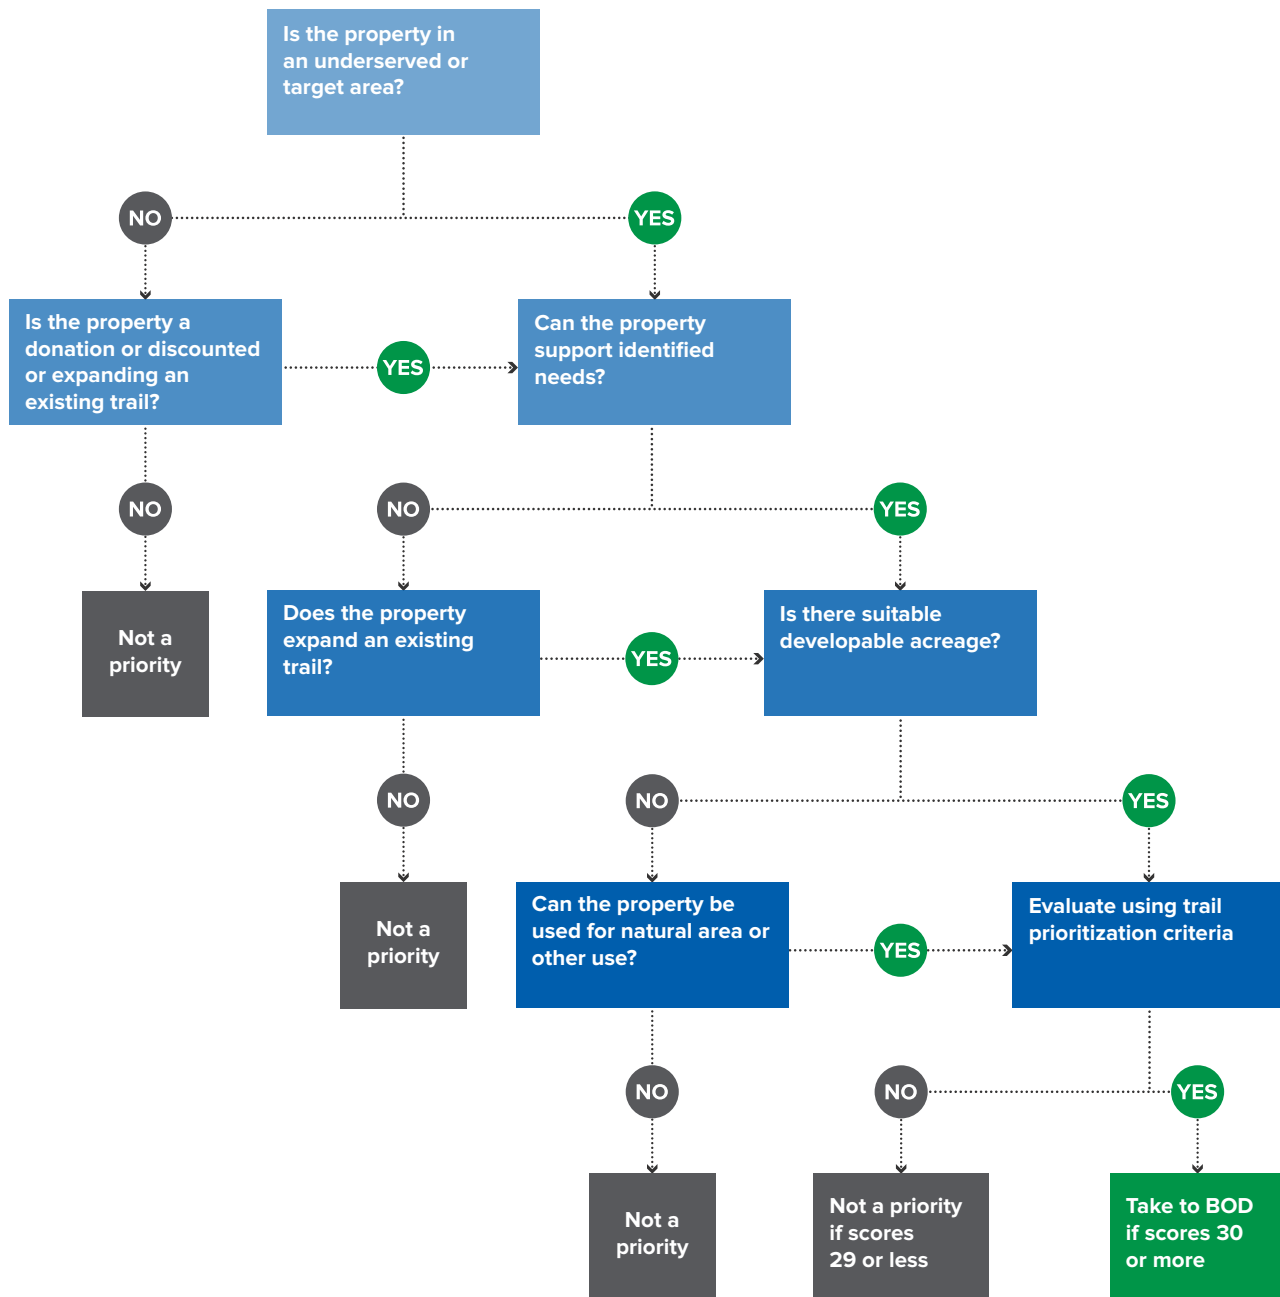 Is the property in
an underserved or
target area?
NO
YES
Is the property a
donation or discounted
or expanding an
existing trail?
YES
Can the property
support identified
needs?
NO
NO
YES
Not a
priority
Does the property
expand an existing
trail?
YES
Is there suitable
developable acreage?
NO
NO
YES
Not a
priority
Can the property be
used for natural area or
other use?
YES
Evaluate using trail
prioritization criteria
NO
NO
YES
Not a
priority
Not a priority
if scores
29 or less
Take to BOD
if scores 30
or more